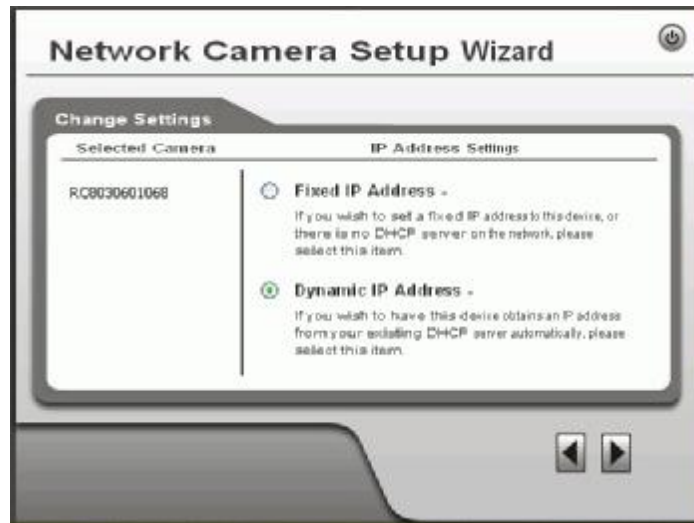 Network Camera Setup Wizard
Change Settings
Selected Camera
IP Address Settings
RC8030601068
Fixed IP Address -
If you wish to set a fixed IP address to this device, or
there is no DHCP server on the network, please
select this item.
Dynamic IP Address -
If you wish to have this device obtains an IP address
from your existing DHCP server automatically, please
select this item.